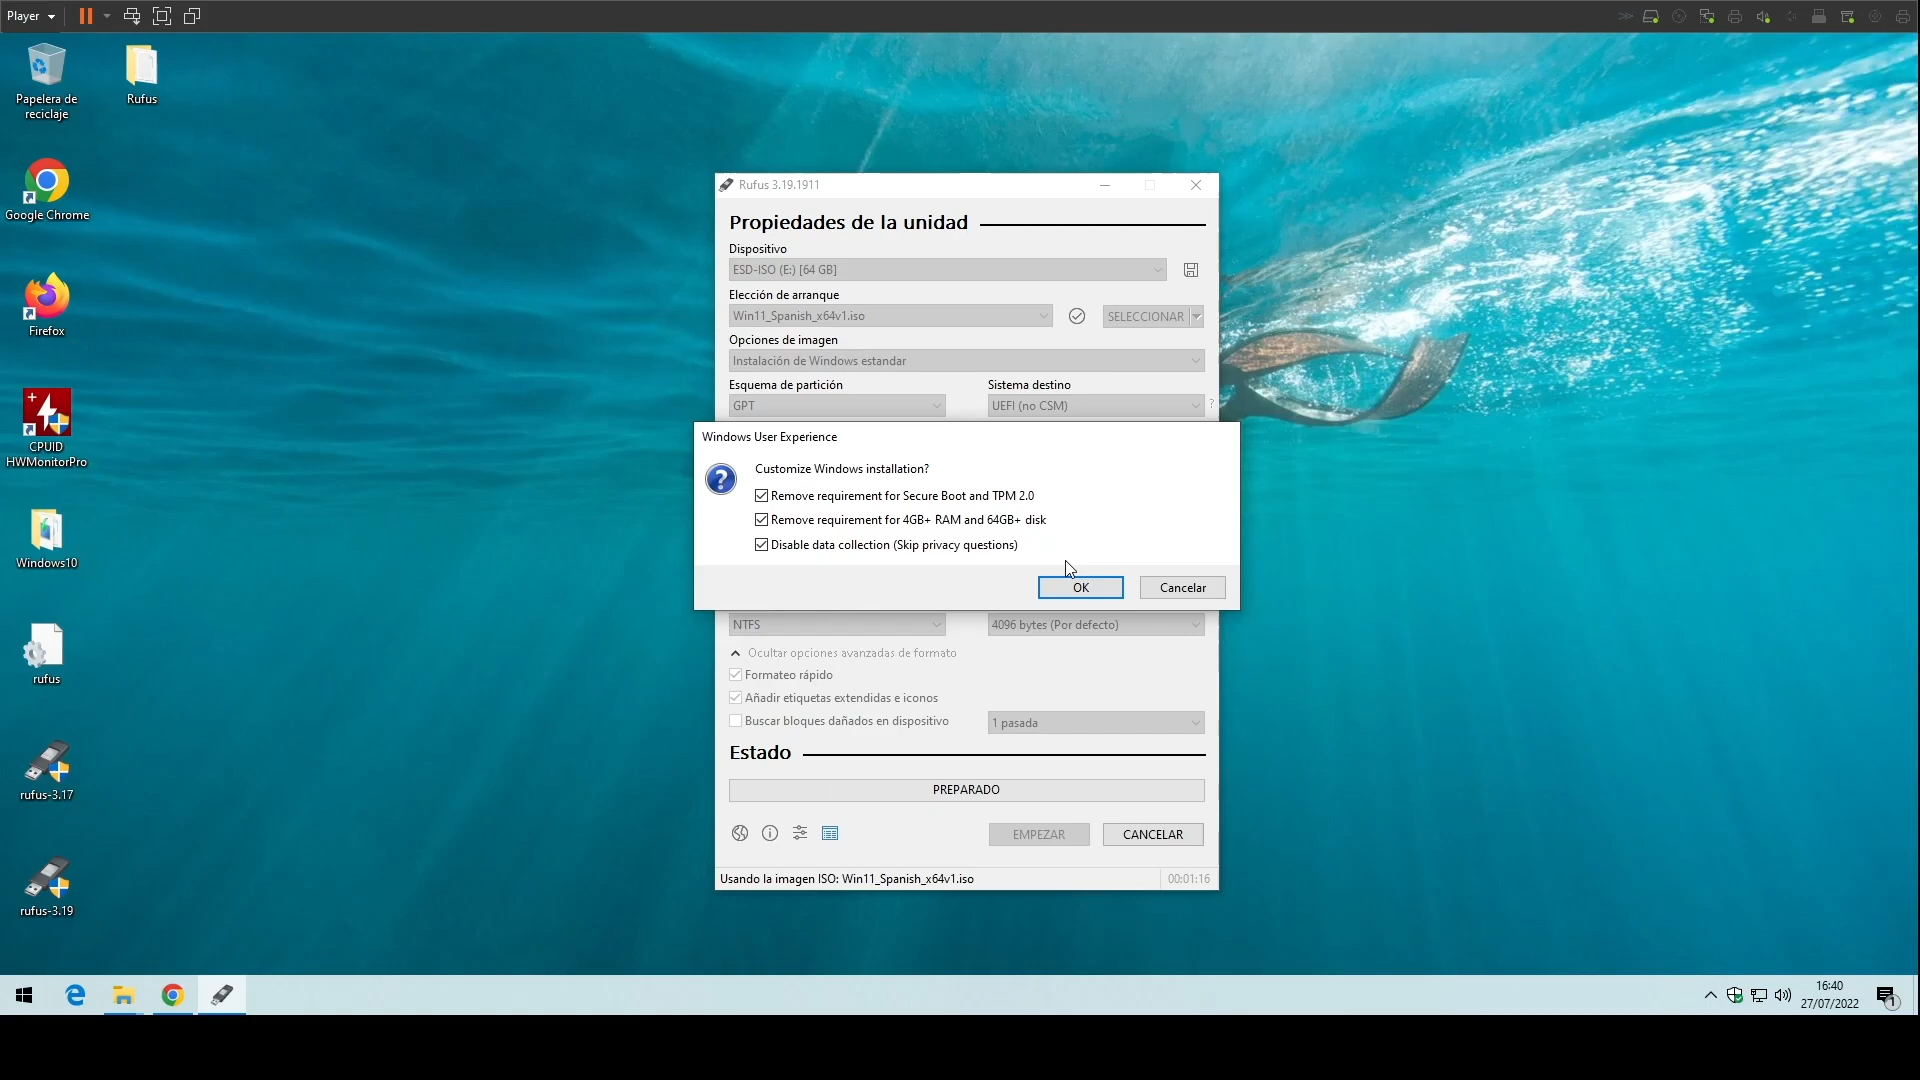 Player
Papelera de
reciclaje
Rufus
Google Chrome
Firefox
CPUID
HWMonitorPro
Windows10
rufus
rufus-3.17
rufus-3.19
Rufus 3.19.1911
Propiedades de la unidad
Dispositivo
ESD-ISO (E:) [64 GB]
Elección de arranque
Win11_Spanish_x64v1.iso
SELECCIONAR
Opciones de imagen
Instalación de Windows estandar
Esquema de partición
Sistema destino
GPT
UEFI (no CSM)
?
Windows User Experience
Customize Windows installation?
Remove requirement for Secure Boot and TPM 2.0
Remove requirement for 4GB+ RAM and 64GB+ disk
Disable data collection (Skip privacy questions)
OK
Cancelar
NTFS
4096 bytes (Por defecto)
Ocultar opciones avanzadas de formato
Formateo rápido
Añadir etiquetas extendidas e iconos
Buscar bloques dañados en dispositivo
1 pasada
Estado
PREPARADO
EMPEZAR
CANCELAR
Usando la imagen ISO: Win11_Spanish_x64v1.iso
00:01:16
16:40
27/07/2022
1